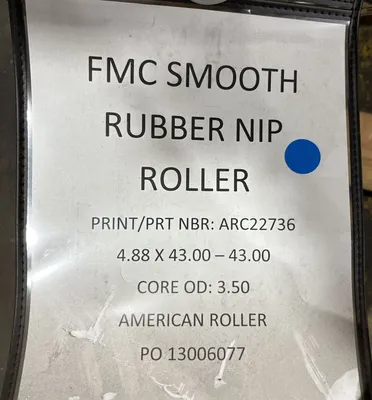 FMC SMOOTH
RUBBER NIP
ROLLER
PRINT/PRT NBR: ARC22736
4.88 X 43.00 – 43.00
CORE OD: 3.50
AMERICAN ROLLER
PO 13006077